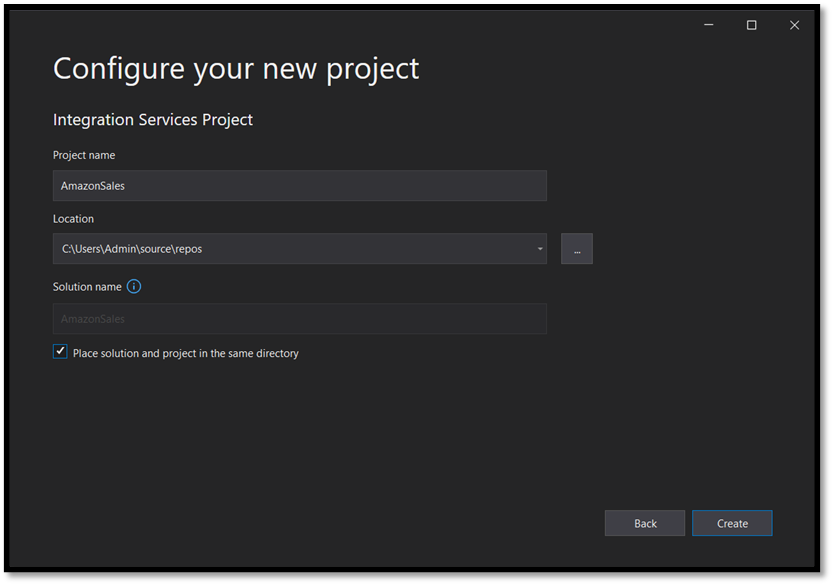 Configure your new project
Integration Services Project
Project name
AmazonSales
Location
C:\Users\Admin\source\repos
...
Solution name
AmazonSales
Place solution and project in the same directory
Back
Create